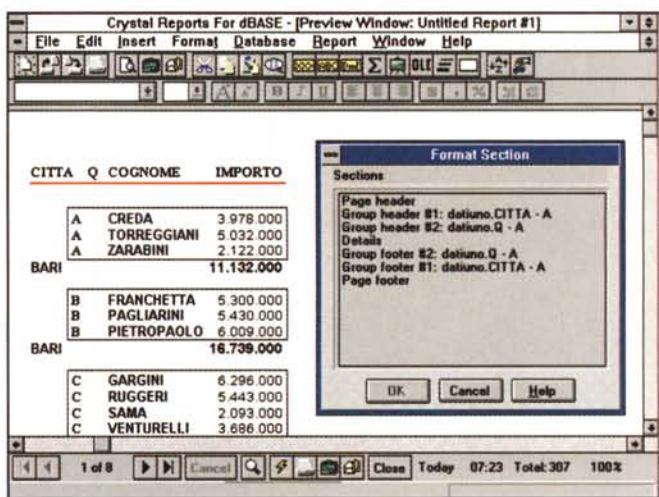 Crystal Reports For dBASE - [Preview Window: Untitled Report #1]
File Edit Insert Format Database Report Window Help
Σ OLE
B I U $ , %
CITTA Q COGNOME IMPORTO
A CREDA 3.978.000
A TORREGGIANI 5.032.000
A ZARABINI 2.122.000
BARI 11.132.000
B FRANCHETTA 5.300.000
B PAGLIARINI 5.430.000
B PIETROPAOLO 6.009.000
BARI 16.739.000
C GARGINI 6.296.000
C RUGGERI 5.443.000
C SAMA 2.093.000
C VENTURELLI 3.686.000
Format Section
Sections
Page header
Group header #1: datiuno.CITTA - A
Group header #2: datiuno.Q - A
Details
Group footer #2: datiuno.Q - A
Group footer #1: datiuno.CITTA - A
Page footer
OK Cancel Help
1 of 8 Cancel Close Today 07:23 Total:307 100%